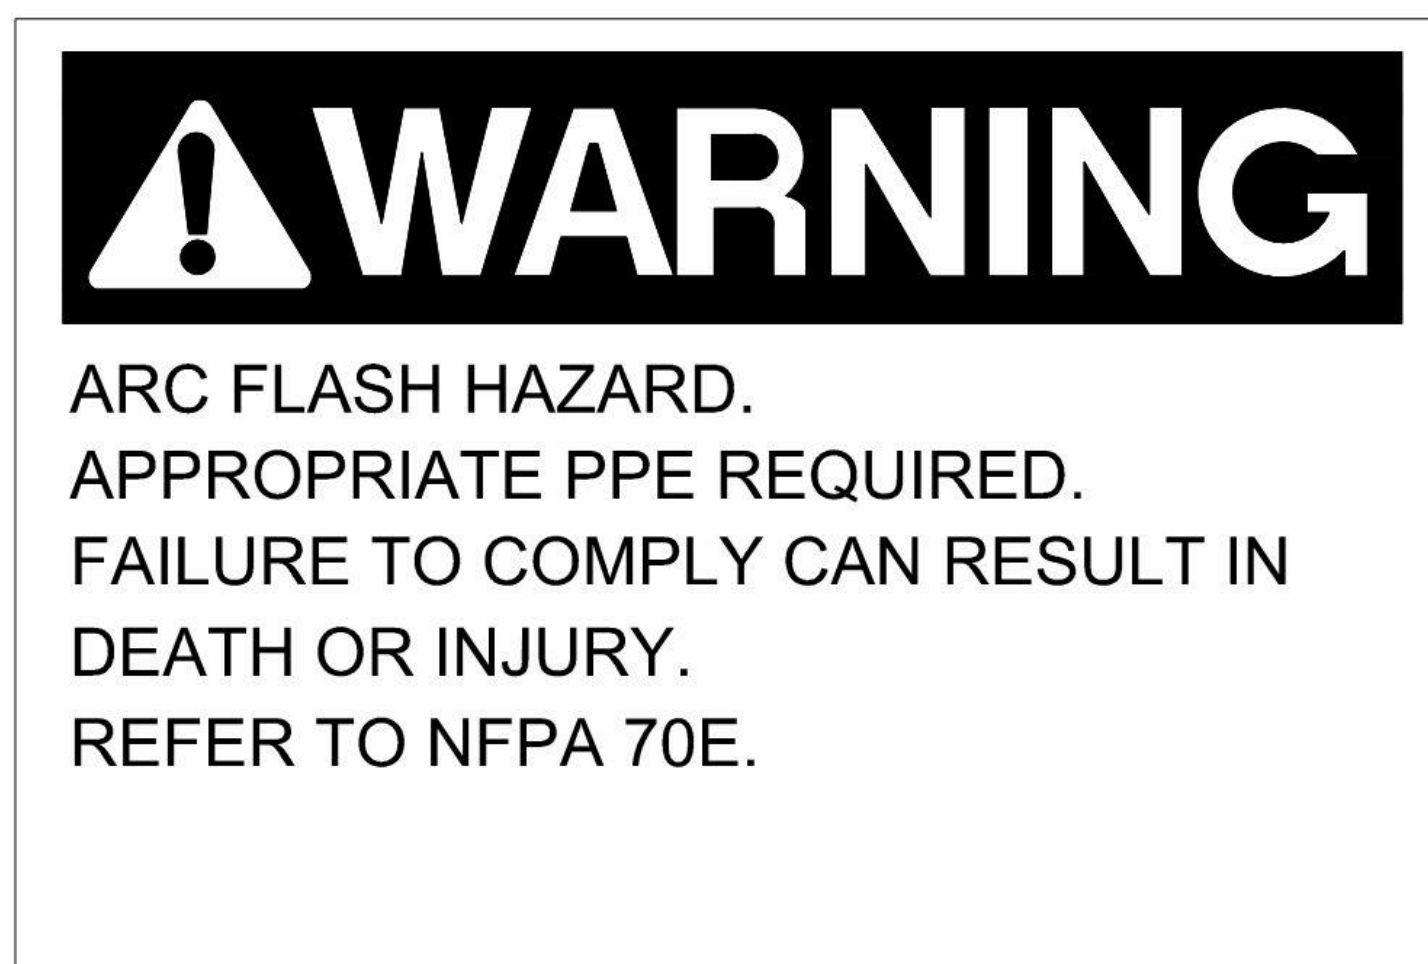 WARNING
ARC FLASH HAZARD.
APPROPRIATE PPE REQUIRED.
FAILURE TO COMPLY CAN RESULT IN
DEATH OR INJURY.
REFER TO NFPA 70E.